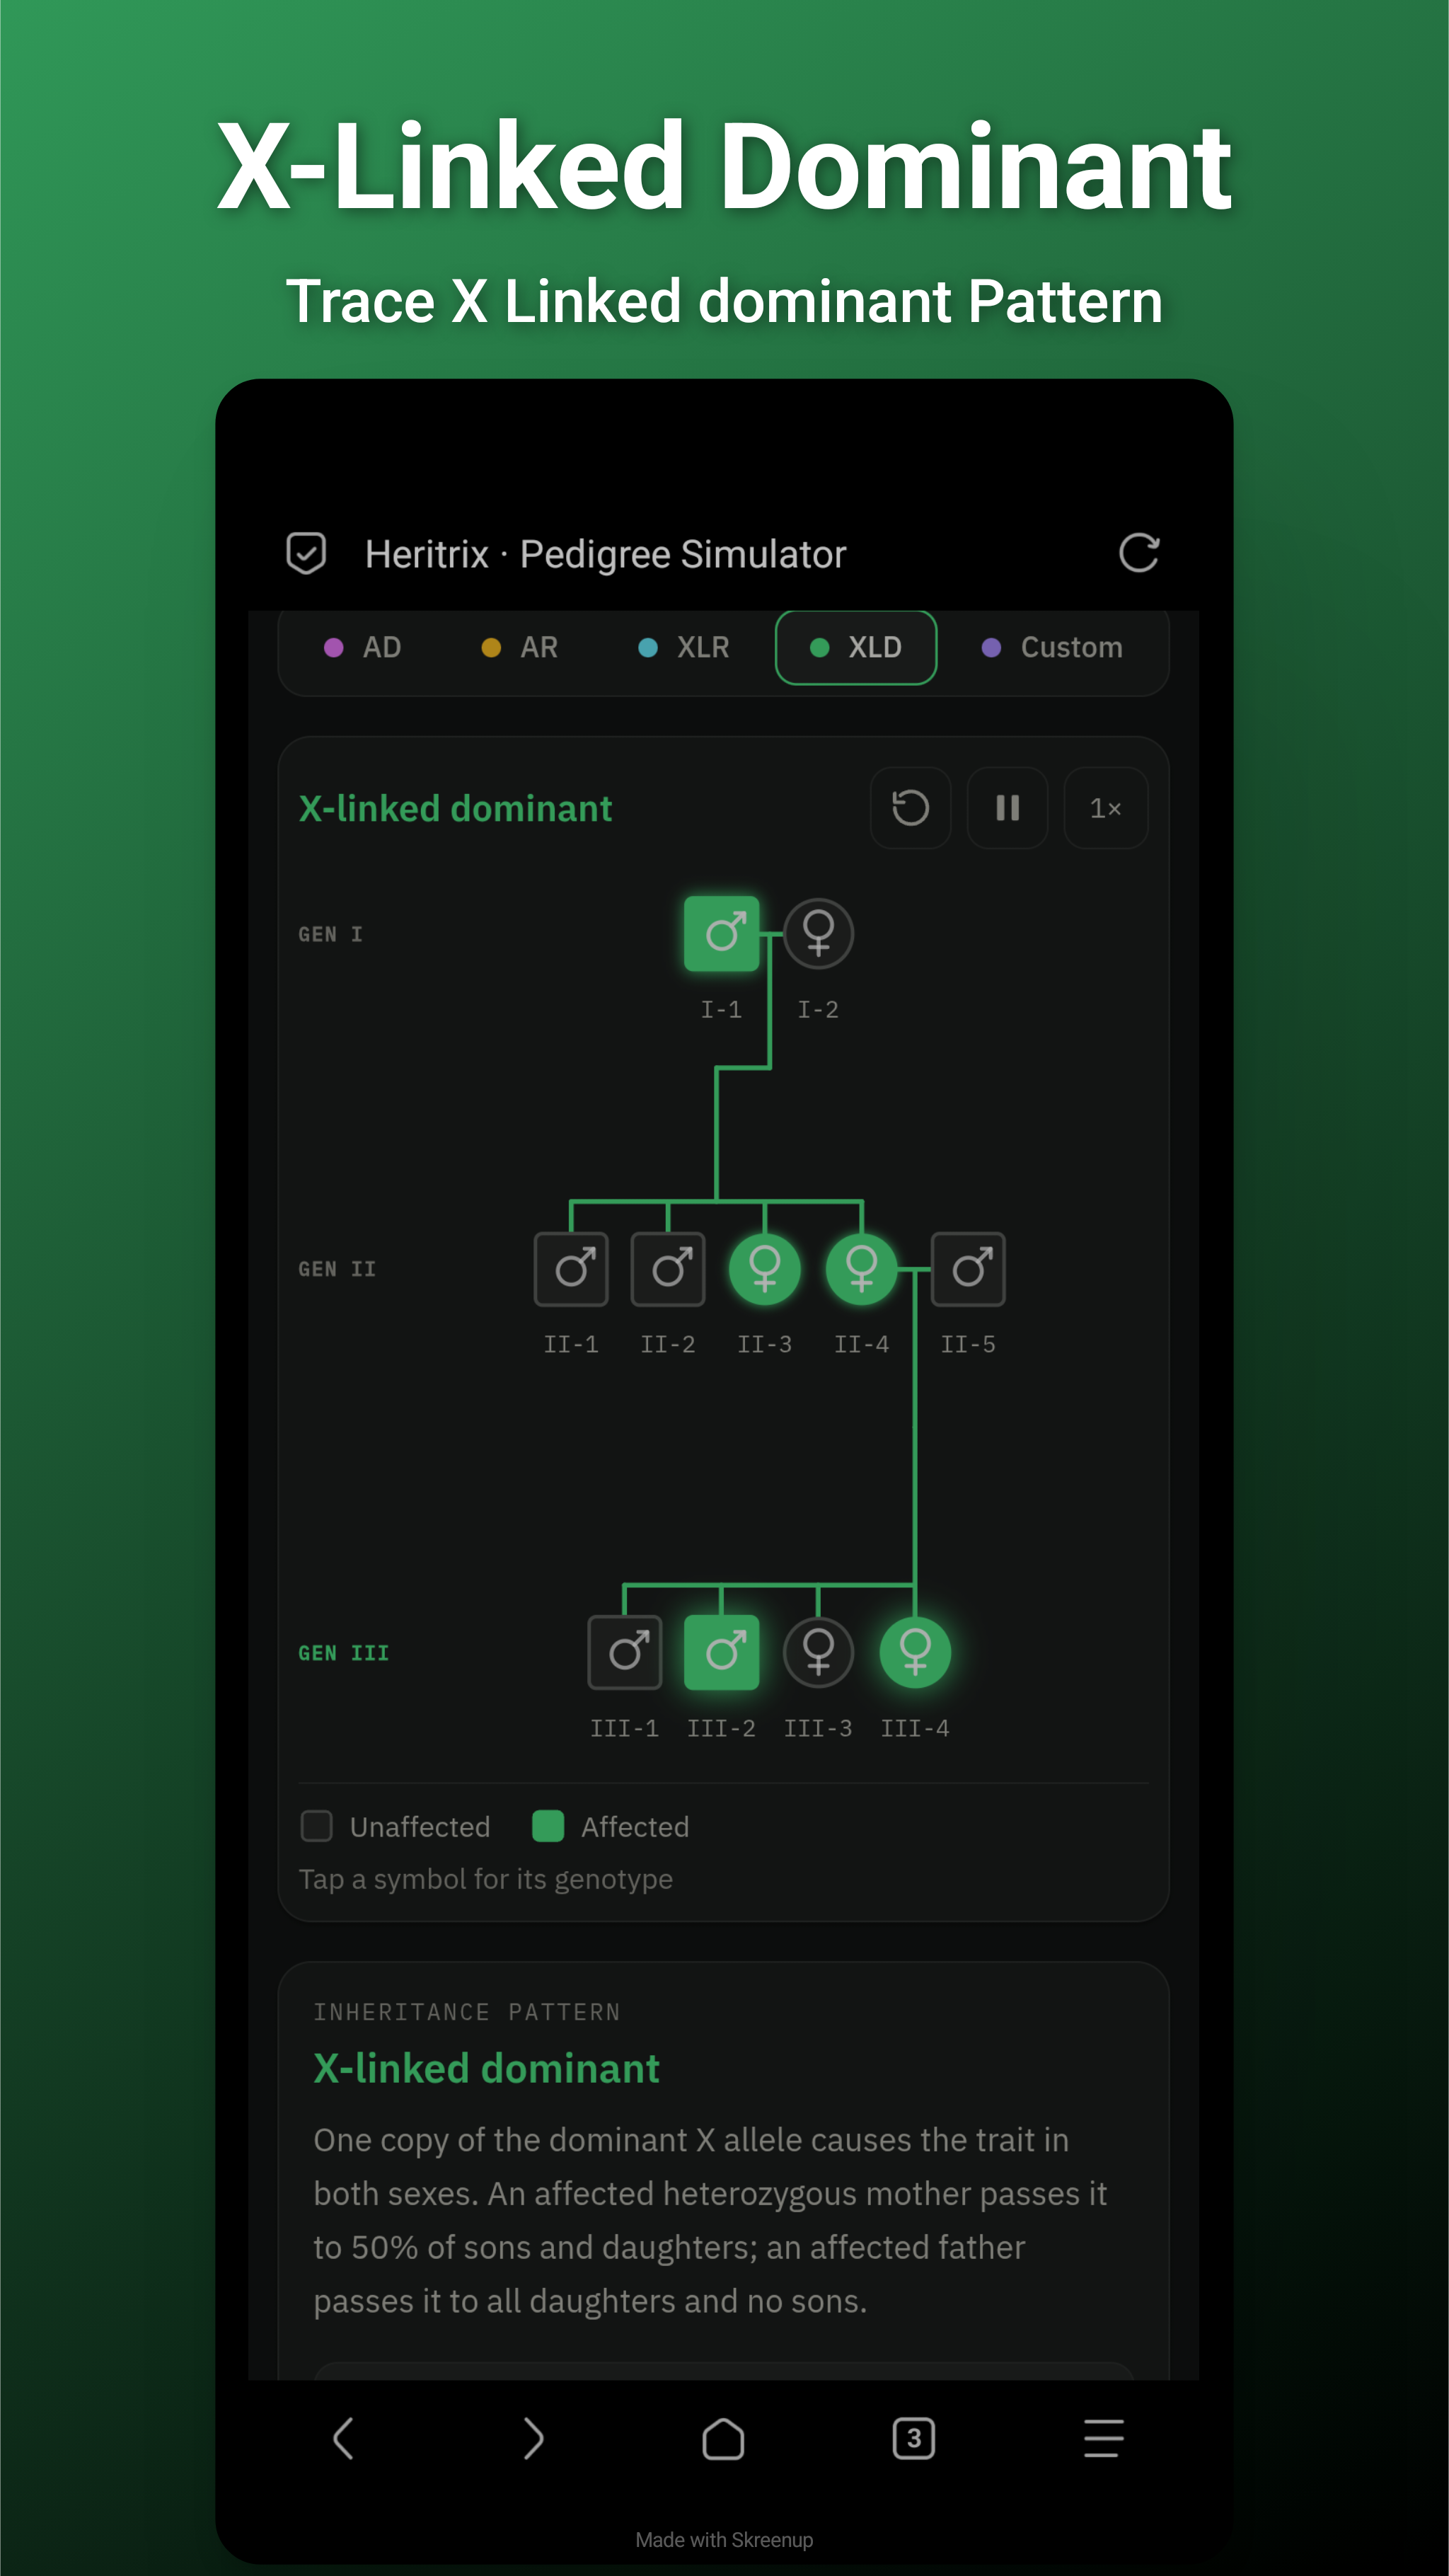 X-Linked Dominant
Trace X Linked dominant Pattern
Heritrix · Pedigree Simulator
AD AR XLR XLD Custom
X-linked dominant 1×
GEN I
I-1 I-2
GEN II
II-1 II-2 II-3 II-4 II-5
GEN III
III-1 III-2 III-3 III-4
Unaffected Affected
Tap a symbol for its genotype
INHERITANCE PATTERN
X-linked dominant
One copy of the dominant X allele causes the trait in
both sexes. An affected heterozygous mother passes it
to 50% of sons and daughters; an affected father
passes it to all daughters and no sons.
3
Made with Skreenup